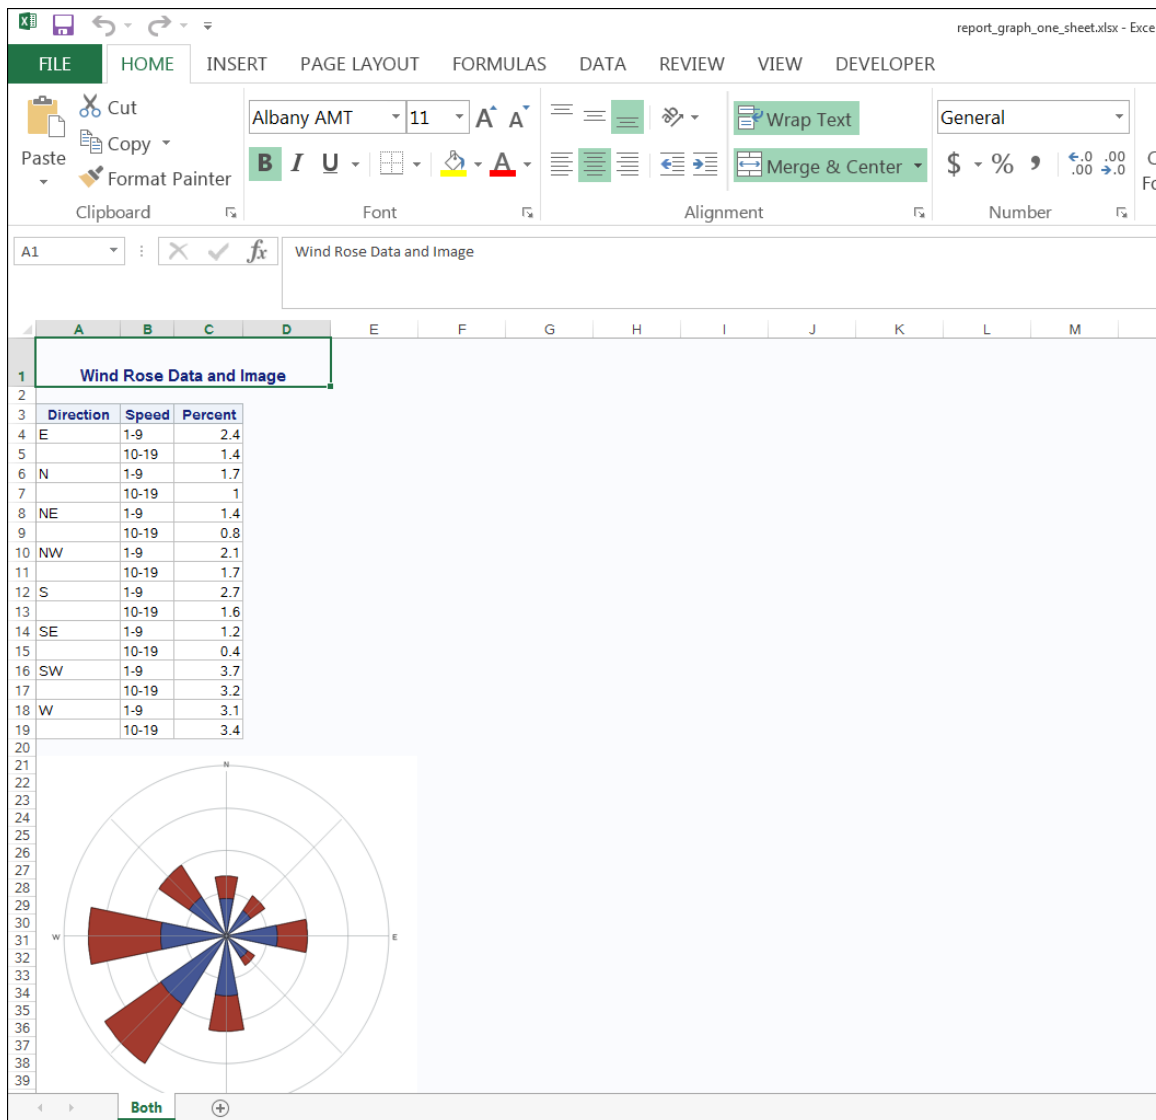 report_graph_one_sheet.xlsx - Exce
FILE HOME INSERT PAGE LAYOUT FORMULAS DATA REVIEW VIEW DEVELOPER
Paste
Cut
Copy
Format Painter
Clipboard
Albany AMT 11 A A
B I U A
Font
Wrap Text
Merge & Center
Alignment
General
$ % , .0 .00 .00 .0
Number
C
Fo
A1 fx Wind Rose Data and Image
A B C D E F G H I J K L M
1 Wind Rose Data and Image
2
3 Direction Speed Percent
4 E 1-9 2.4
5 10-19 1.4
6 N 1-9 1.7
7 10-19 1
8 NE 1-9 1.4
9 10-19 0.8
10 NW 1-9 2.1
11 10-19 1.7
12 S 1-9 2.7
13 10-19 1.6
14 SE 1-9 1.2
15 10-19 0.4
16 SW 1-9 3.7
17 10-19 3.2
18 W 1-9 3.1
19 10-19 3.4
20
21 N
22
23
24
25
26
27
28
29
30
31 W E
32
33
34
35
36
37
38
39
Both